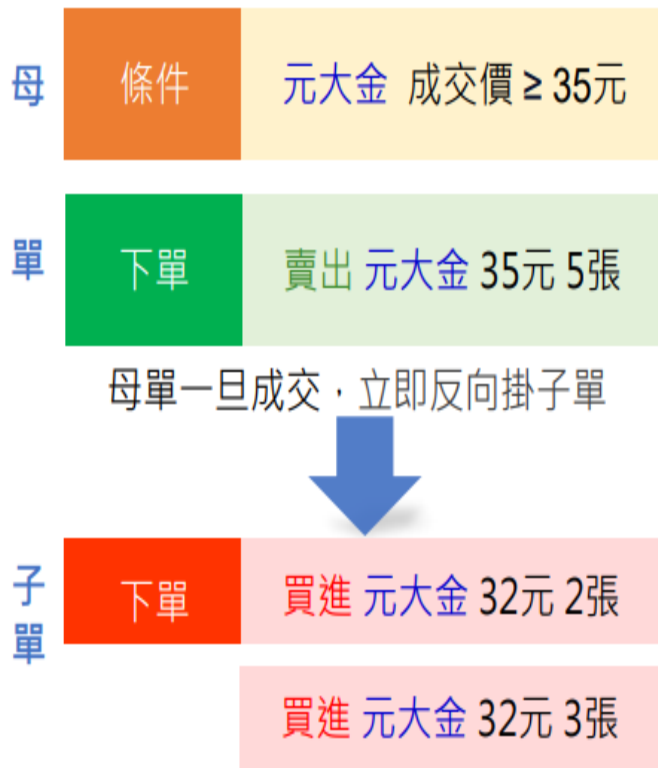 母
條件 元大金 成交價 ≥ 35元
單
下單 賣出 元大金 35元 5張
母單一旦成交，立即反向掛子單
子單
下單 買進 元大金 32元 2張
買進 元大金 32元 3張